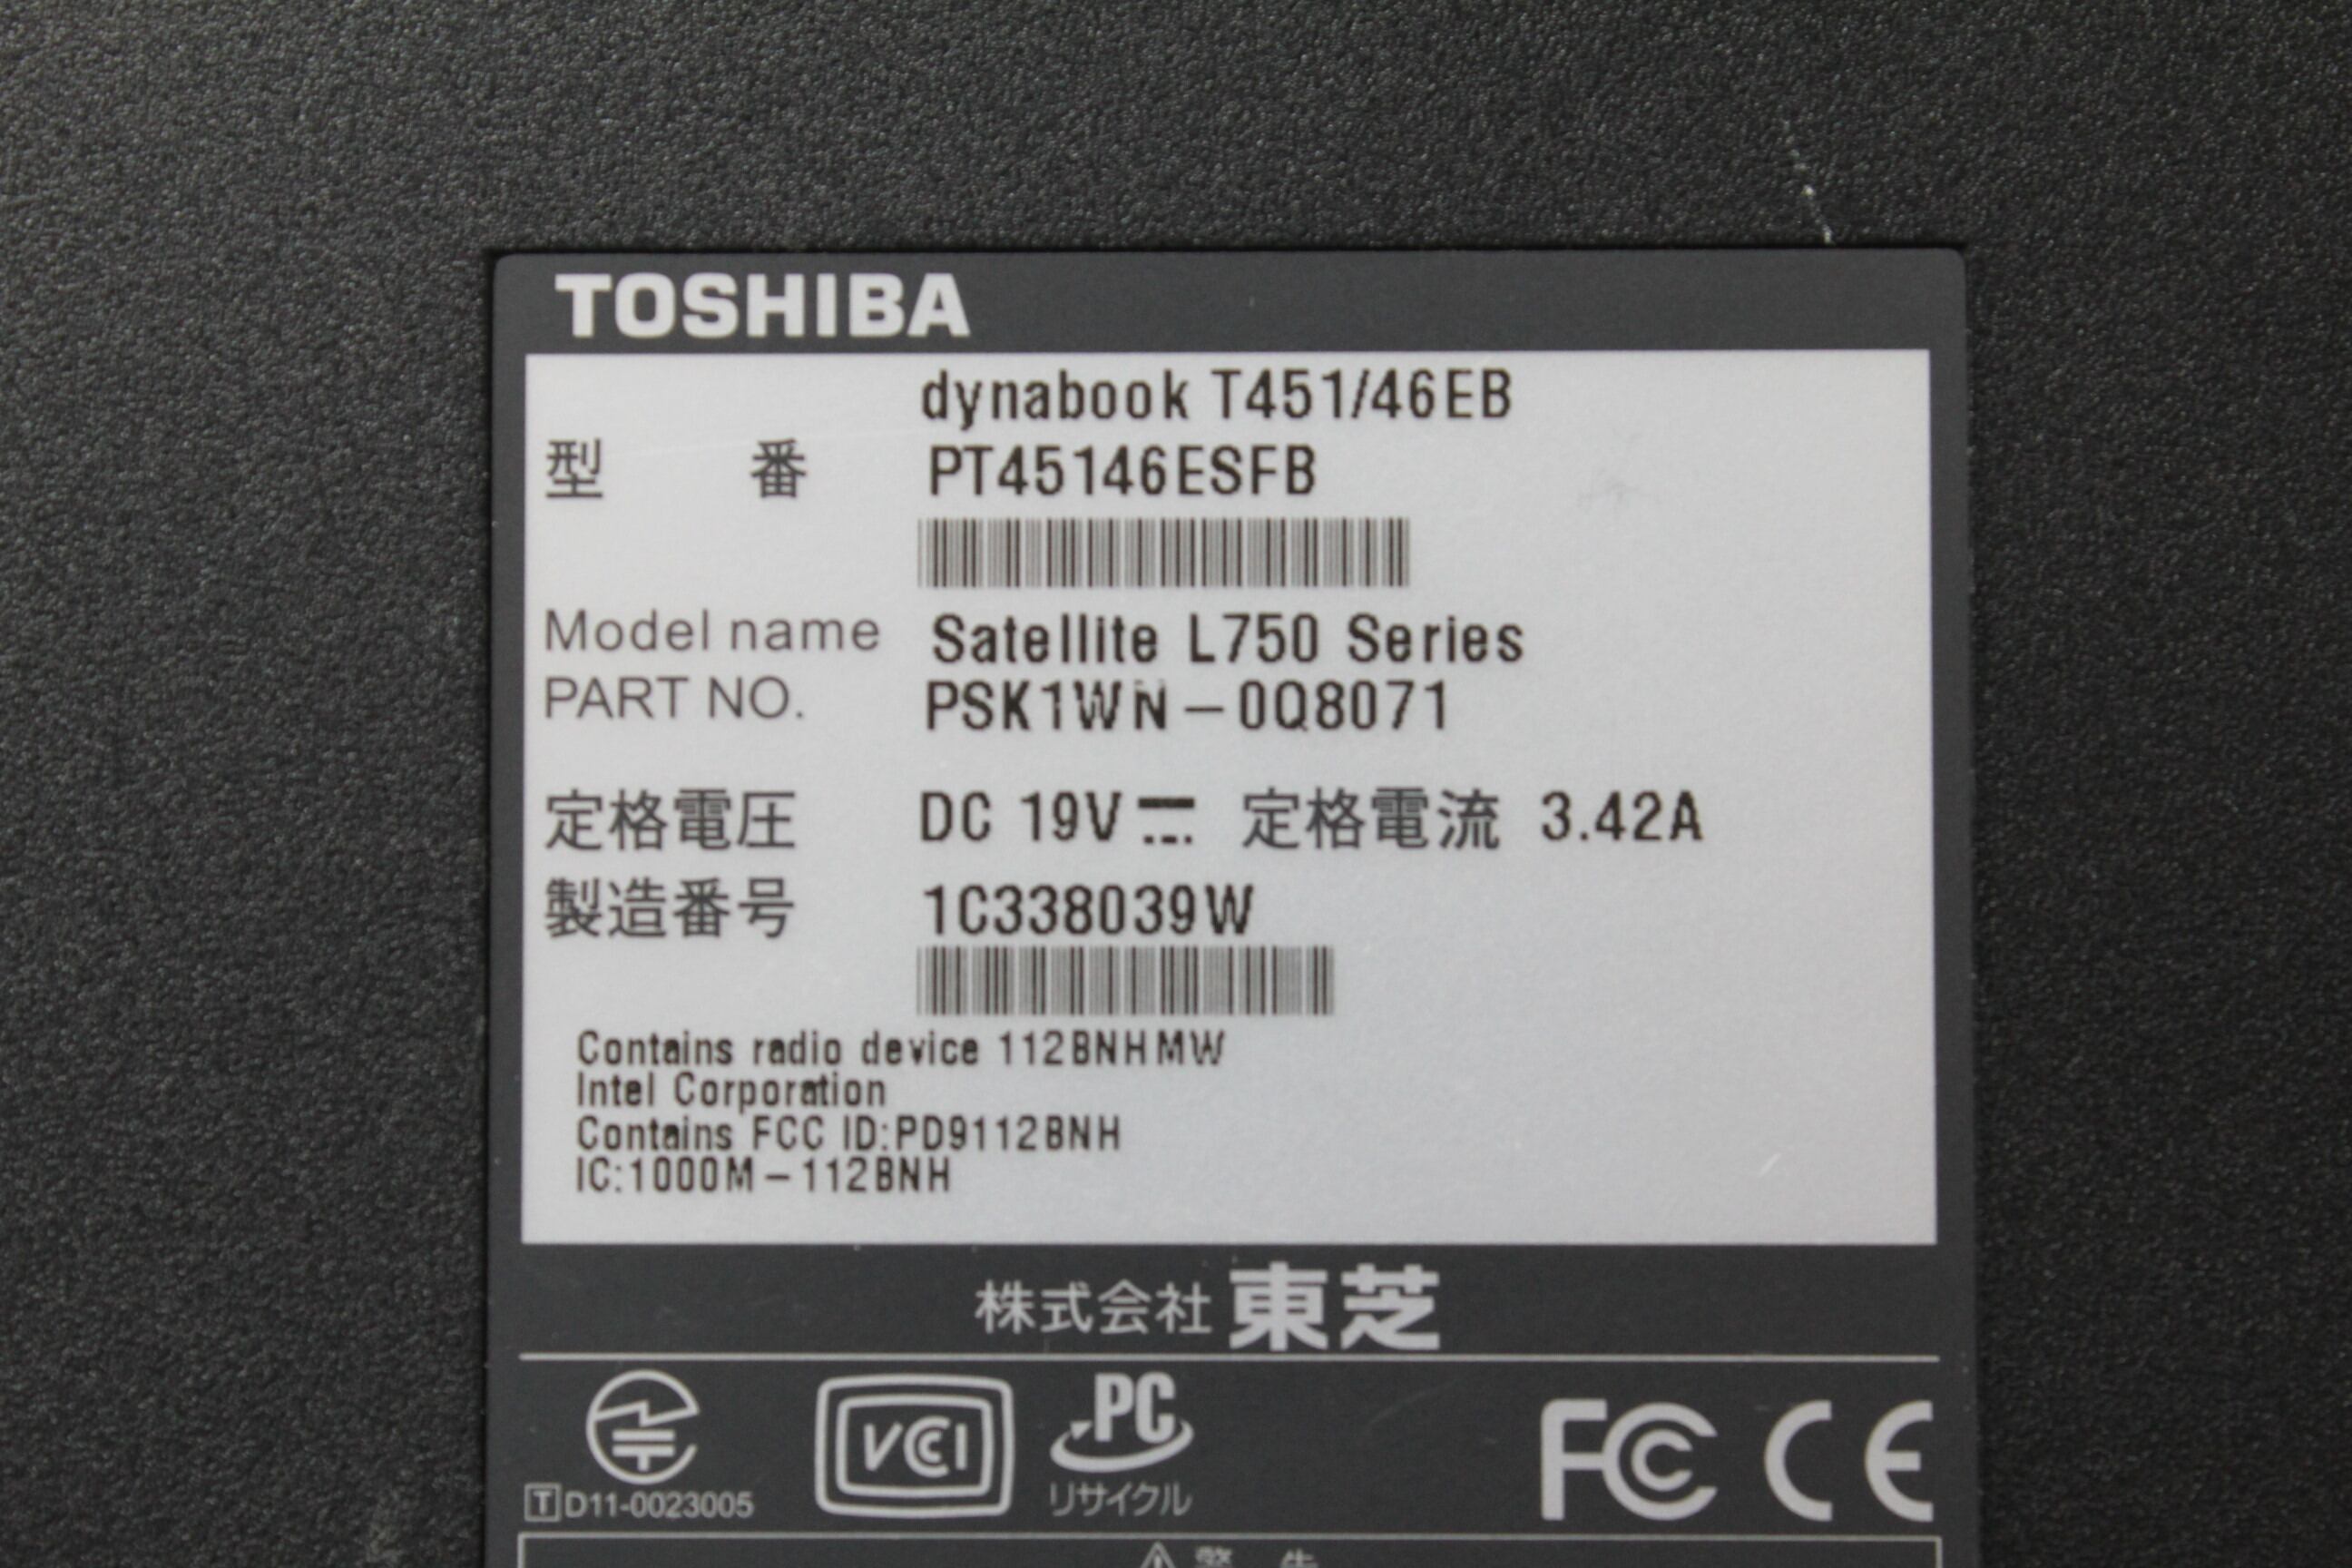 TOSHIBA
dynabook T451/46EB
型 番 PT45146ESFB
Model name Satellite L750 Series
PART NO. PSK1WN-0Q8071
定格電圧 DC 19V 定格電流 3.42A
製造番号 1C338039W
Contains radio device 112BNHMW
Intel Corporation
Contains FCC ID:PD9112BNH
IC:1000M-112BNH
株式会社 東芝
VCCI PC FC CE
T D11-0023005 リサイクル
警 告